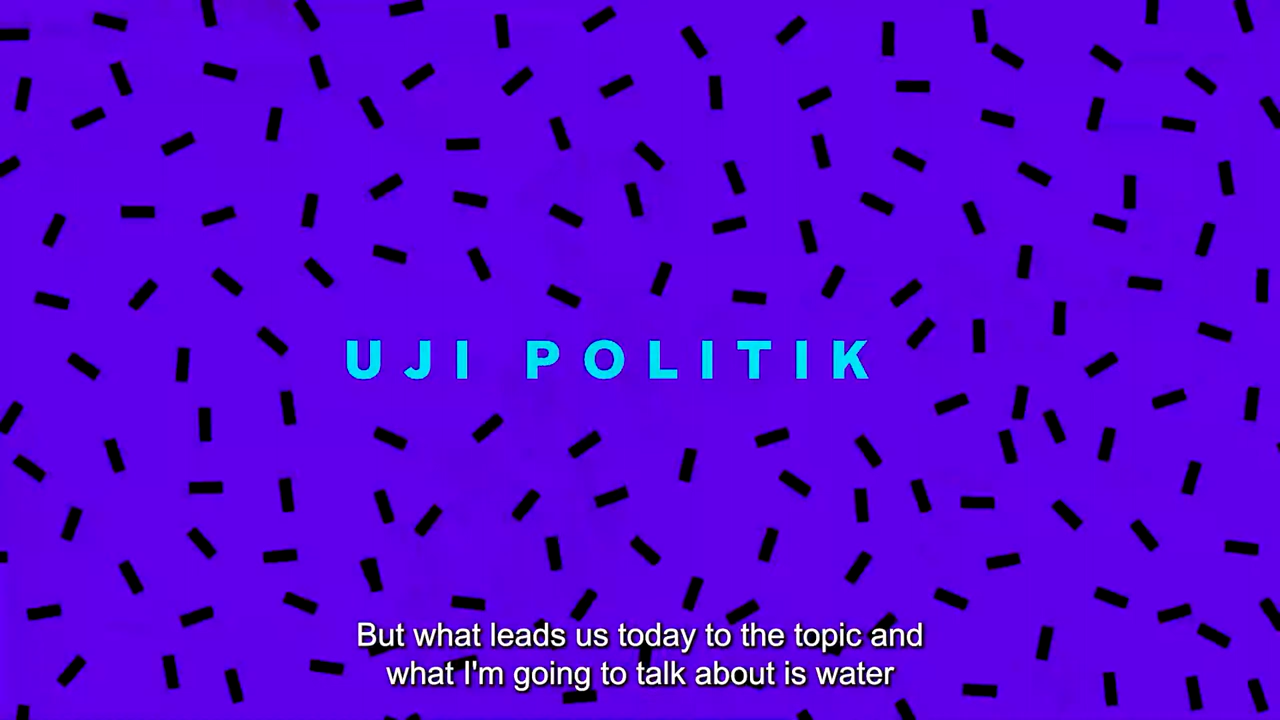 UJI POLITIK
But what leads us today to the topic and
what I'm going to talk about is water